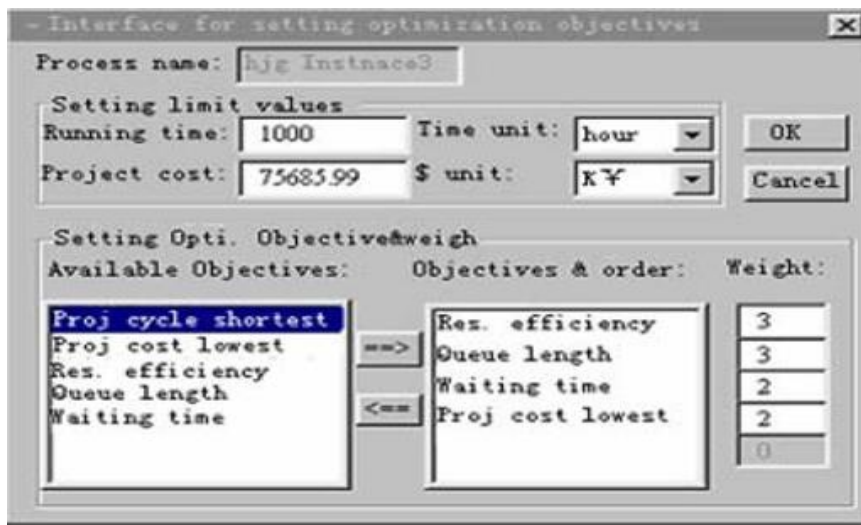 - Interface for setting optimization objectives
Process name: hjg Instnace3
Setting limit values
Running time: 1000 Time unit: hour
OK
Project cost: 75685.99 $ unit: K¥
Cancel
Setting Opti. Objective&weigh
Available Objectives: Objectives & order: Weight:
Proj cycle shortest
Proj cost lowest
Res. efficiency
Queue length
Waiting time
==>
<==
Res. efficiency 3
Queue length 3
Waiting time 2
Proj cost lowest 2
0